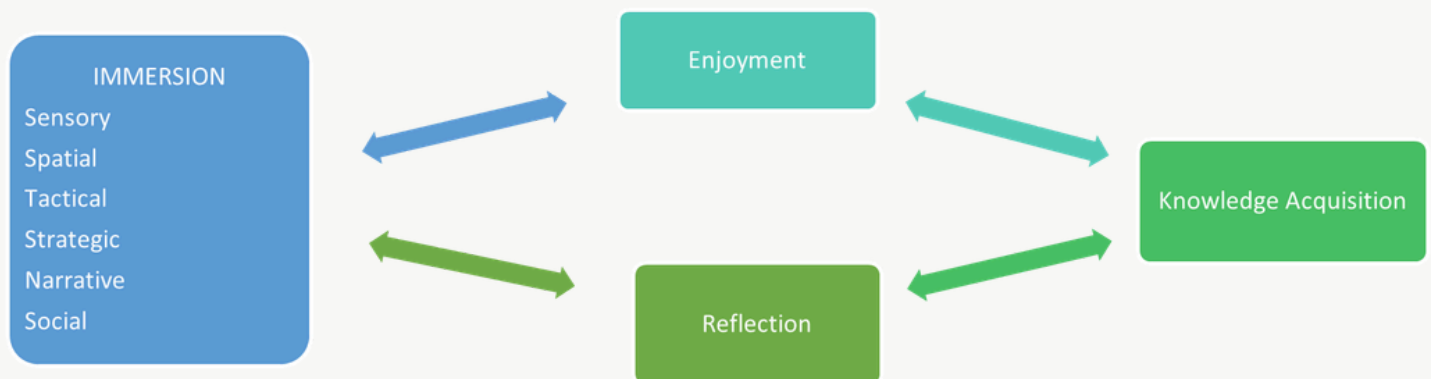 IMMERSION
Sensory
Spatial
Tactical
Strategic
Narrative
Social
Enjoyment
Reflection
Knowledge Acquisition